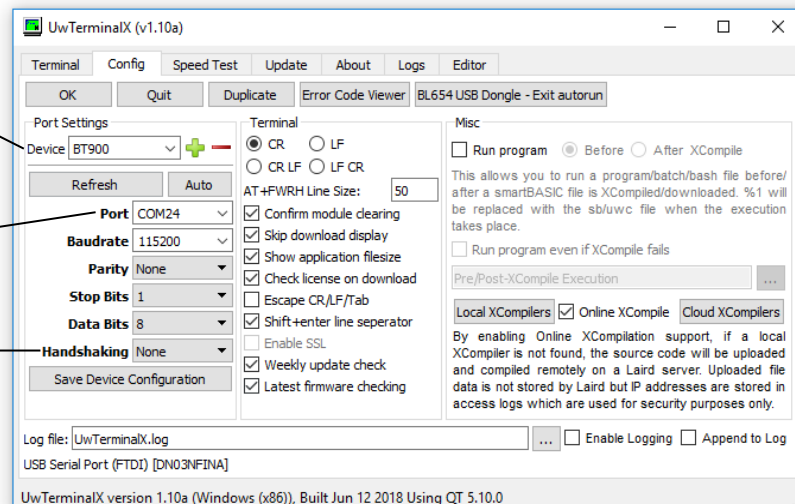 UwTerminalX (v1.10a)
Terminal Config Speed Test Update About Logs Editor
OK Quit Duplicate Error Code Viewer BL654 USB Dongle - Exit autorun
Port Settings
Device BT900
Refresh Auto
Port COM24
Baudrate 115200
Parity None
Stop Bits 1
Data Bits 8
Handshaking None
Save Device Configuration
Terminal
CR LF
CR LF LF CR
AT+FWRH Line Size: 50
Confirm module clearing
Skip download display
Show application filesize
Check license on download
Escape CR/LF/Tab
Shift+enter line seperator
Enable SSL
Weekly update check
Latest firmware checking
Misc
Run program Before After XCompile
This allows you to run a program/batch/bash file before/
after a smartBASIC file is XCompiled/downloaded. %1 will
be replaced with the sb/uwc file when the execution
takes place.
Run program even if XCompile fails
Pre/Post-XCompile Execution ...
Local XCompilers Online XCompile Cloud XCompilers
By enabling Online XCompilation support, if a local
XCompiler is not found, the source code will be uploaded
and compiled remotely on a Laird server. Uploaded file
data is not stored by Laird but IP addresses are stored in
access logs which are used for security purposes only.
Log file: UwTerminalX.log ... Enable Logging Append to Log
USB Serial Port (FTDI) [DN03NFINA]
UwTerminalX version 1.10a (Windows (x86)), Built Jun 12 2018 Using QT 5.10.0